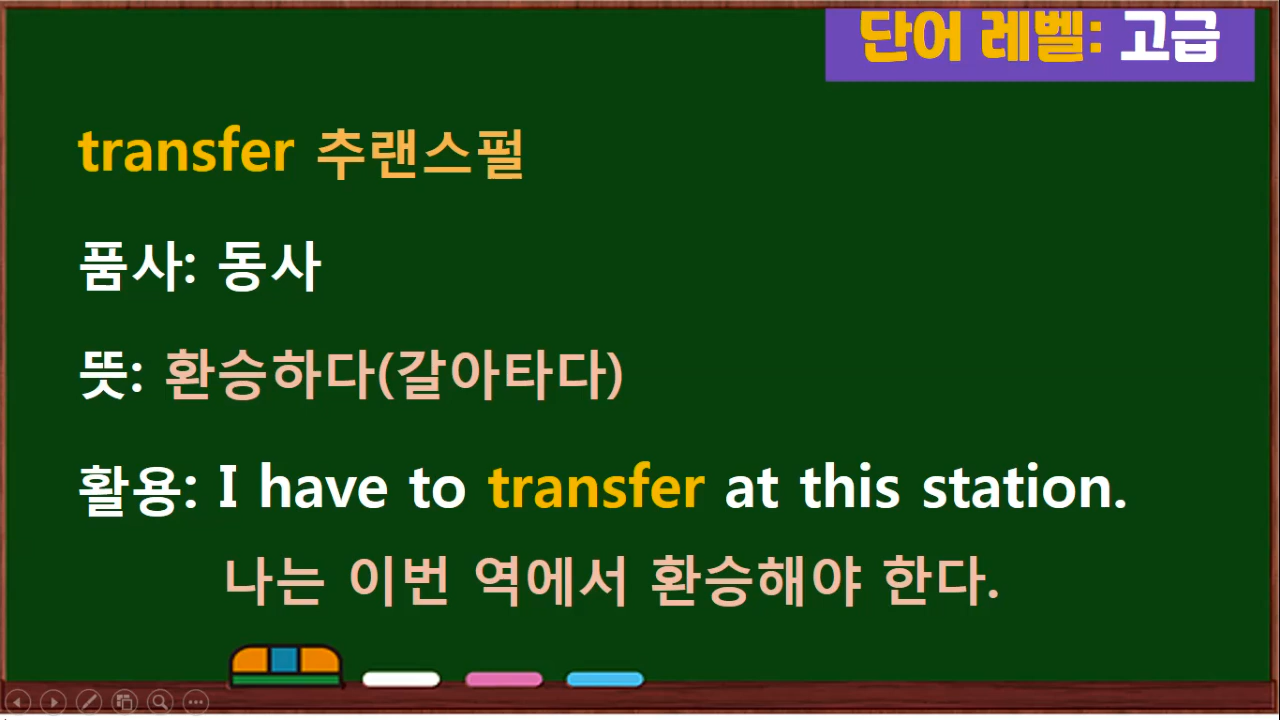 단어 레벨: 고급
transfer 추랜스펄
품사: 동사
뜻: 환승하다(갈아타다)
활용: I have to transfer at this station.
나는 이번 역에서 환승해야 한다.